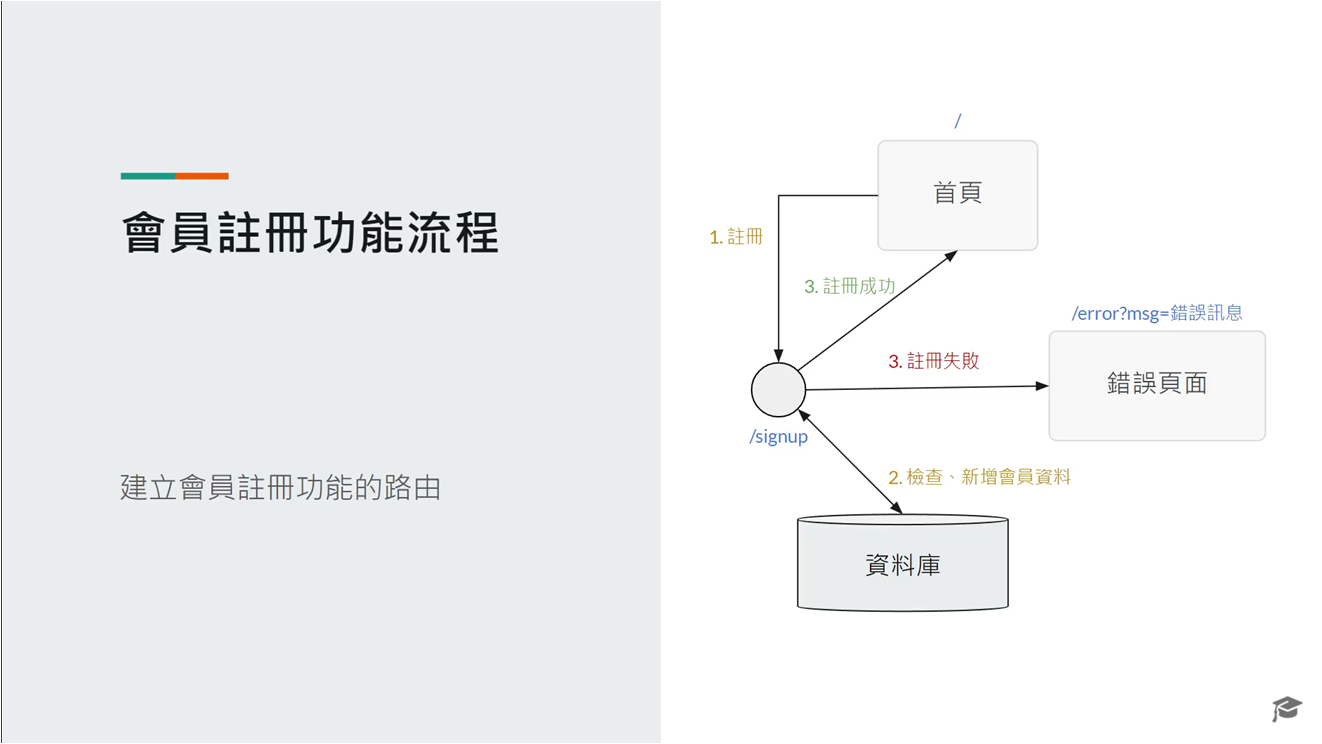 會員註冊功能流程
建立會員註冊功能的路由
/
首頁
1. 註冊
3. 註冊成功
/error?msg=錯誤訊息
3. 註冊失敗
錯誤頁面
/signup
2. 檢查、新增會員資料
資料庫